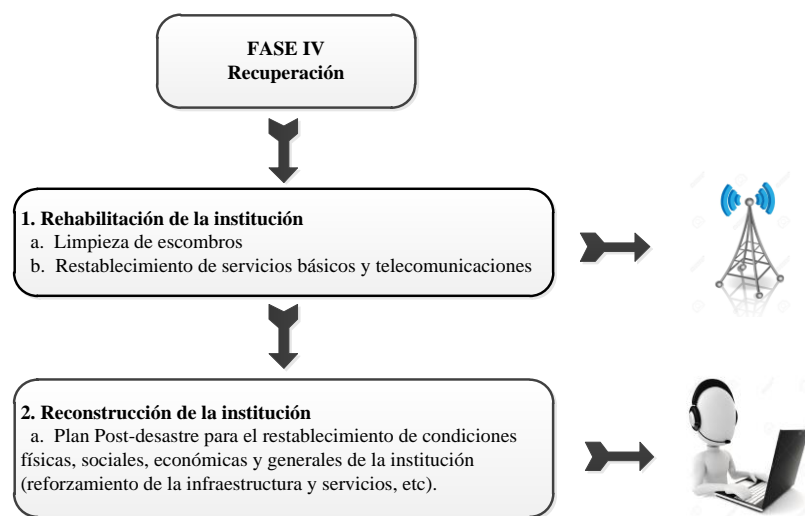 FASE IV
Recuperación
1. Rehabilitación de la institución
a. Limpieza de escombros
b. Restablecimiento de servicios básicos y telecomunicaciones
2. Reconstrucción de la institución
a. Plan Post-desastre para el restablecimiento de condiciones
físicas, sociales, económicas y generales de la institución
(reforzamiento de la infraestructura y servicios, etc).